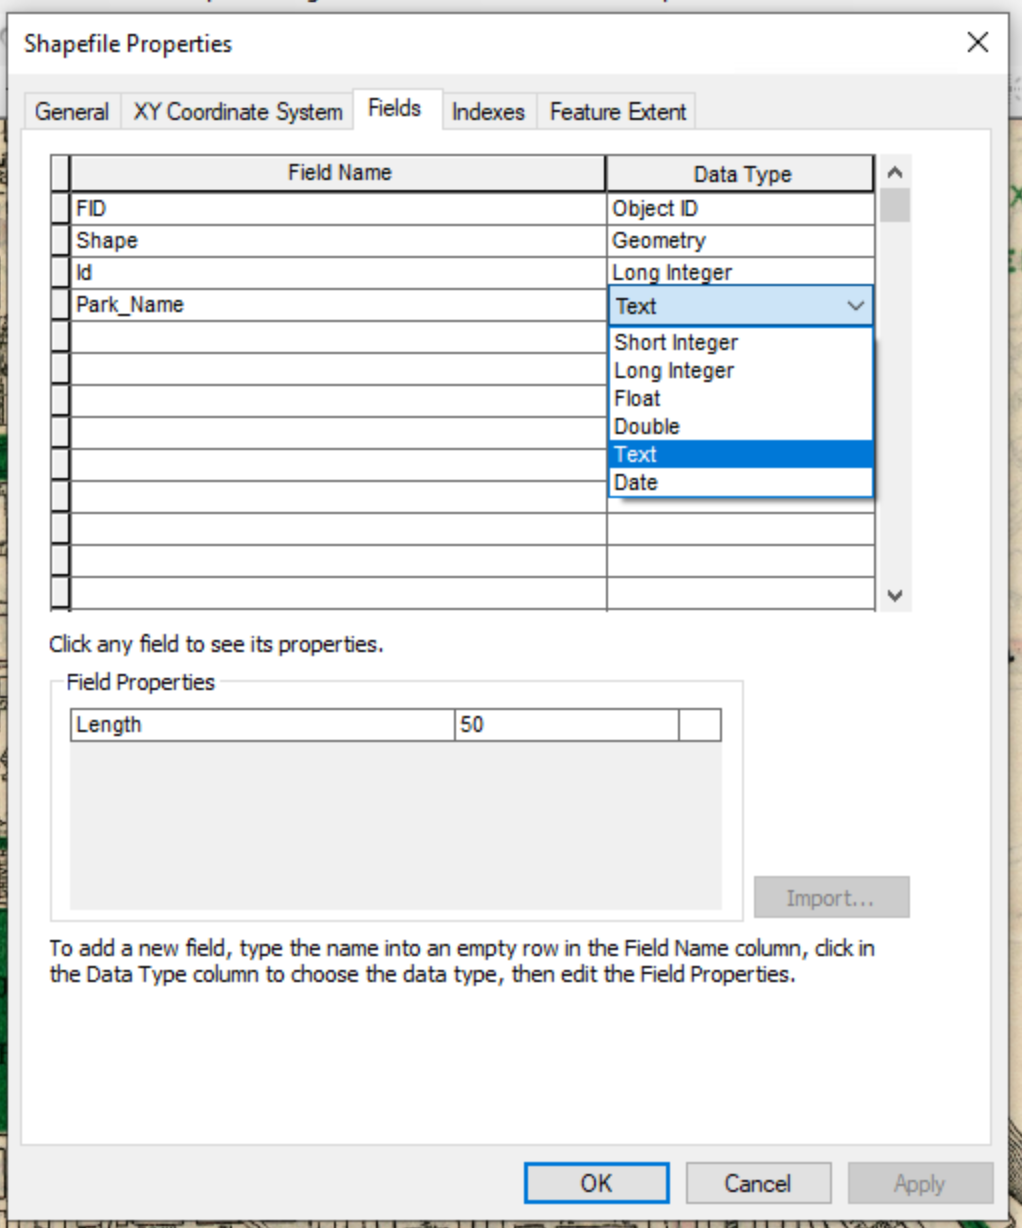 Shapefile Properties
General XY Coordinate System Fields Indexes Feature Extent
Field Name Data Type
FID Object ID
Shape Geometry
Id Long Integer
Park_Name Text
Short Integer
Long Integer
Float
Double
Text
Date
Click any field to see its properties.
Field Properties
Length 50
Import...
To add a new field, type the name into an empty row in the Field Name column, click in
the Data Type column to choose the data type, then edit the Field Properties.
OK Cancel Apply